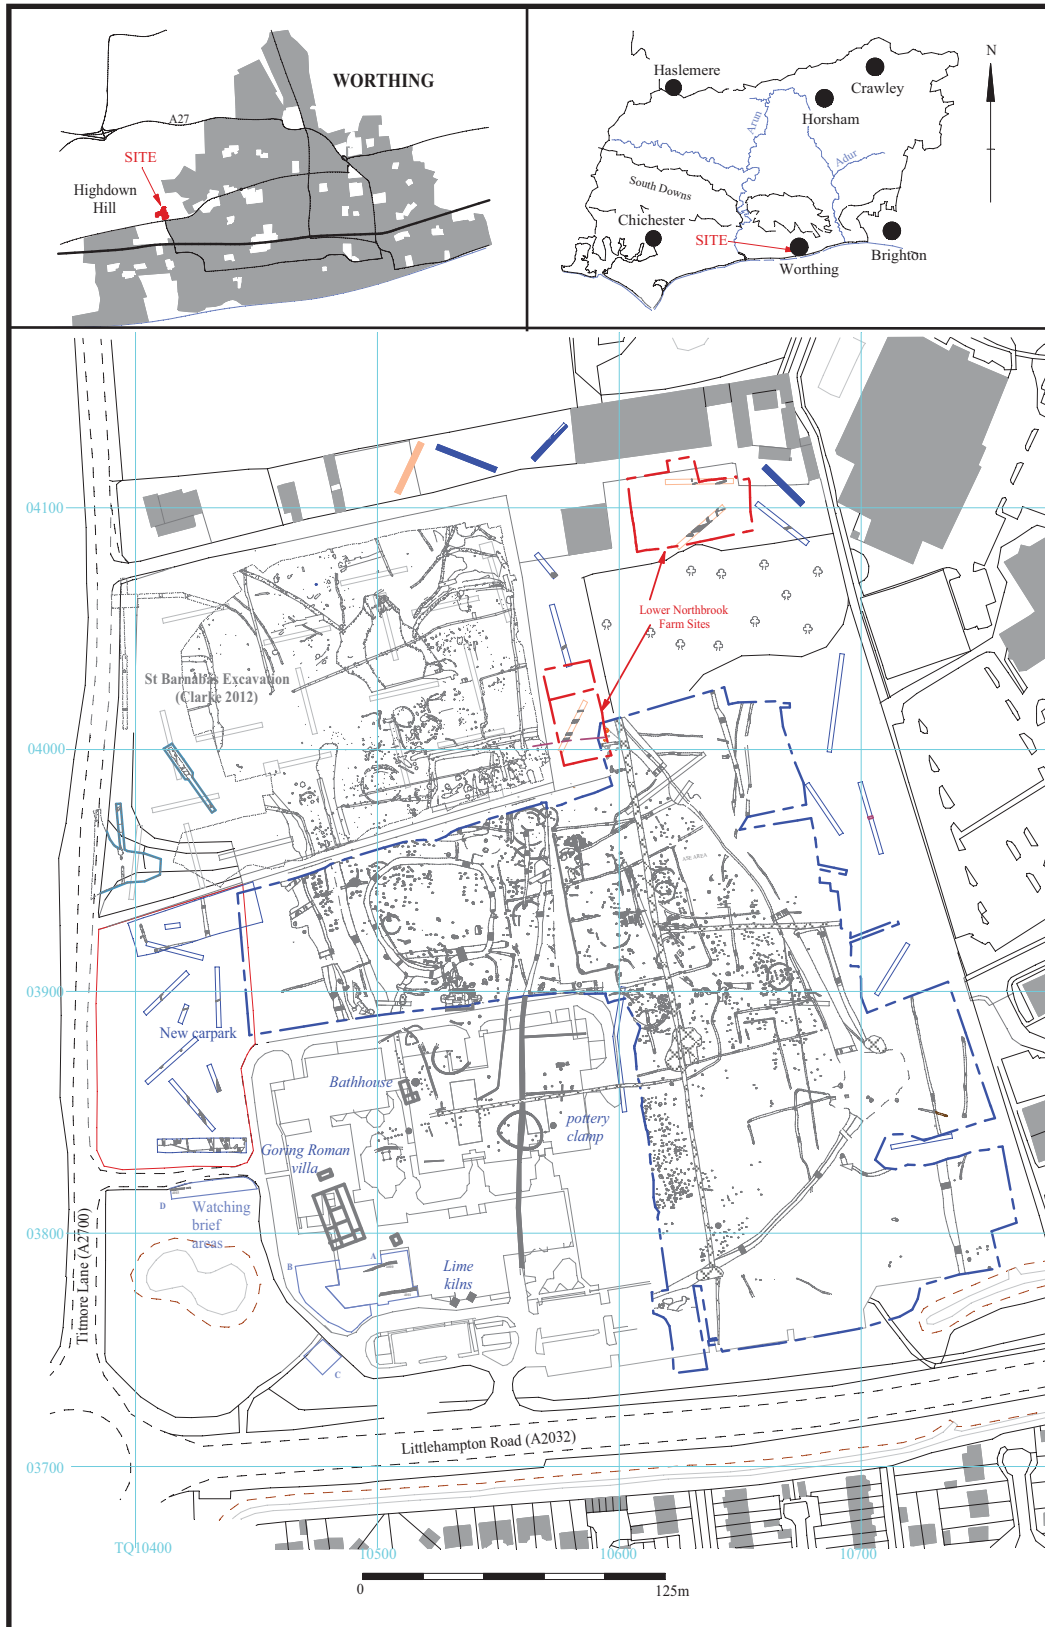 WORTHING
A27
SITE
Highdown
Hill
N
Haslemere
Crawley
Horsham
Arun
Adur
South Downs
Chichester
SITE
Worthing
Brighton
04100
Lower Northbrook
Farm Sites
St Barnabas Excavation
(Clarke 2012)
04000
03900
New carpark
Bathhouse
pottery
clamp
Goring Roman
villa
D
Watching
brief
areas
03800
A
B
Lime
kilns
C
Titmore Lane (A2700)
Littlehampton Road (A2032)
03700
TQ10400
10500
10600
10700
0
125m